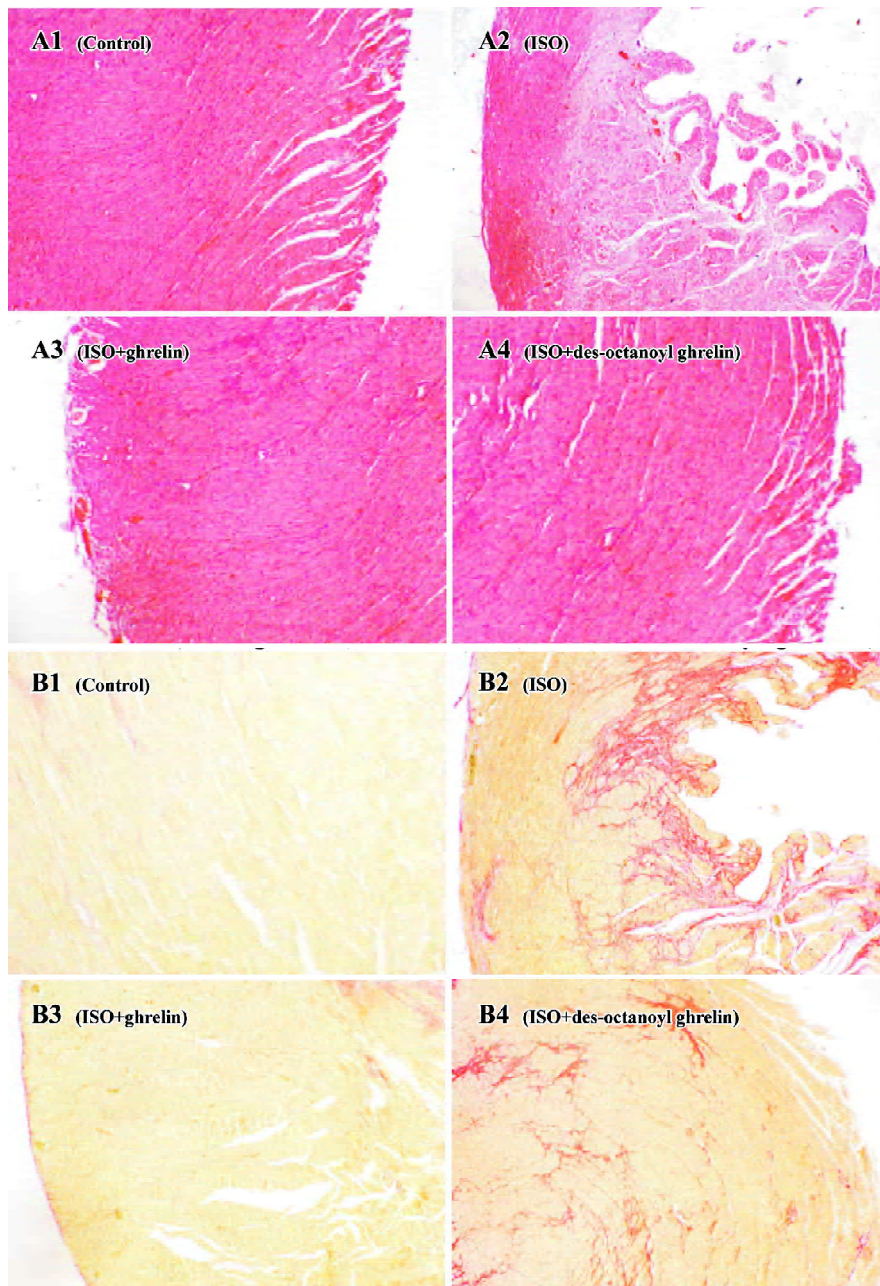 A1 (Control)
A2 (ISO)
A3 (ISO+ghrelin)
A4 (ISO+des-octanoyl ghrelin)
B1 (Control)
B2 (ISO)
B3 (ISO+ghrelin)
B4 (ISO+des-octanoyl ghrelin)